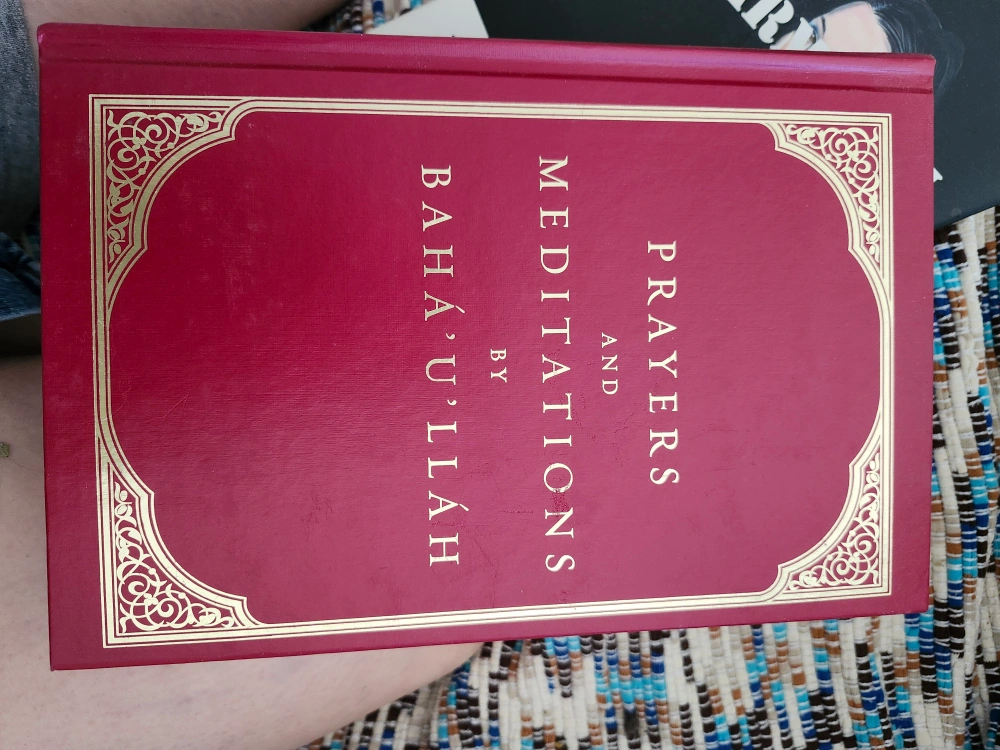 PRAYERS
AND
MEDITATIONS
BY
BAHÁ'U'LLÁH